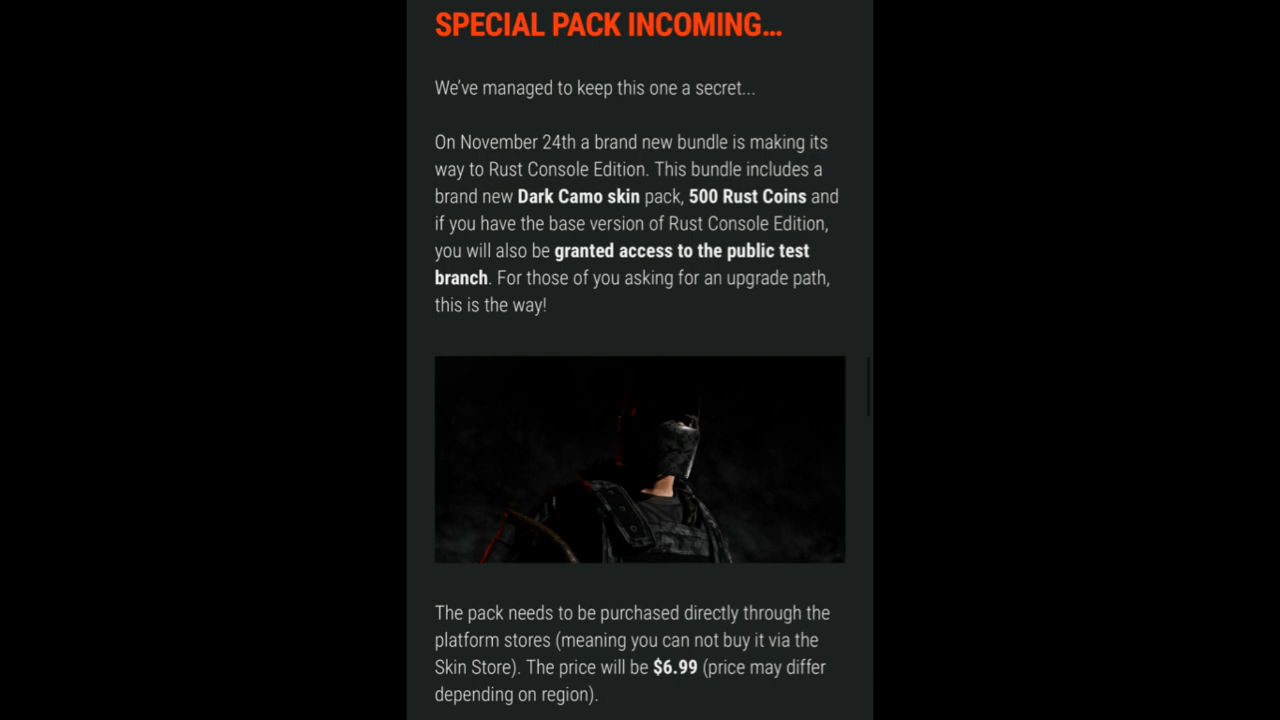 SPECIAL PACK INCOMING...
We've managed to keep this one a secret...
On November 24th a brand new bundle is making its
way to Rust Console Edition. This bundle includes a
brand new Dark Camo skin pack, 500 Rust Coins and
if you have the base version of Rust Console Edition,
you will also be granted access to the public test
branch. For those of you asking for an upgrade path,
this is the way!
The pack needs to be purchased directly through the
platform stores (meaning you can not buy it via the
Skin Store). The price will be $6.99 (price may differ
depending on region).